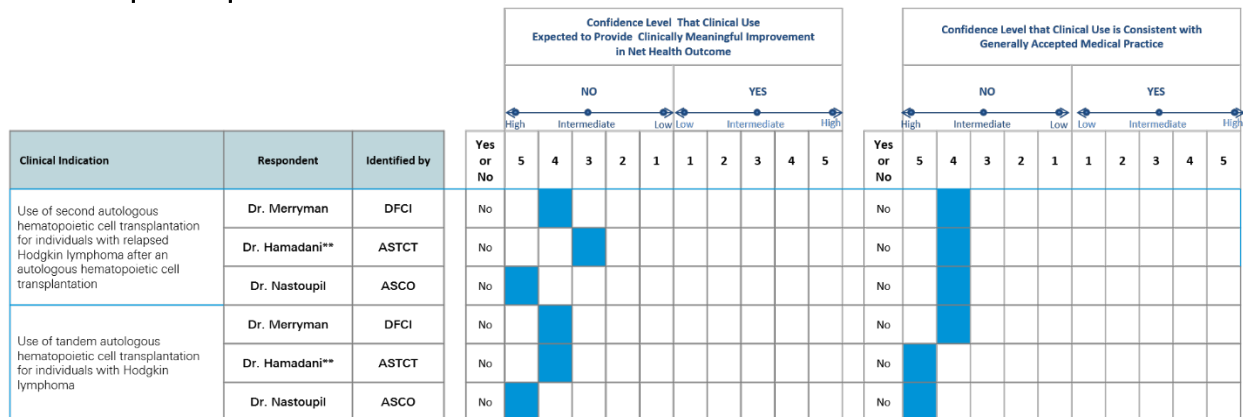 Confidence Level That Clinical Use
Expected to Provide Clinically Meaningful Improvement
in Net Health Outcome
Confidence Level that Clinical Use is Consistent with
Generally Accepted Medical Practice
NO YES NO YES
High Intermediate Low Low Intermediate High High Intermediate Low Low Intermediate High
Clinical Indication Respondent Identified by Yes or No 5 4 3 2 1 1 2 3 4 5 Yes or No 5 4 3 2 1 1 2 3 4 5
Use of second autologous
hematopoietic cell transplantation
for individuals with relapsed
Hodgkin lymphoma after an
autologous hematopoietic cell
transplantation
Dr. Merryman DFCI No No
Dr. Hamadani** ASTCT No No
Dr. Nastoupil ASCO No No
Use of tandem autologous
hematopoietic cell transplantation
for individuals with Hodgkin
lymphoma
Dr. Merryman DFCI No No
Dr. Hamadani** ASTCT No No
Dr. Nastoupil ASCO No No